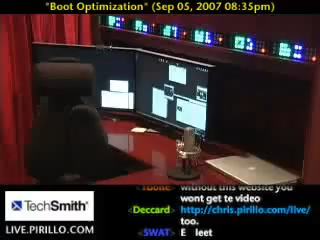 "Boot Optimization" (Sep 05, 2007 08:35pm)
without this website you
wont get te video
<Deccard> http://chris.pirillo.com/live/
too.
<SWAT> E leet
TechSmith
LIVE.PIRILLO.COM